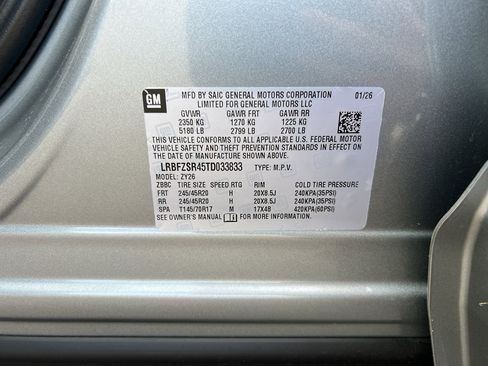 GM
MFD BY SAIC GENERAL MOTORS CORPORATION 01/26
LIMITED FOR GENERAL MOTORS LLC
GVWR GAWR FRT GAWR RR
2350 KG 1270 KG 1225 KG
5180 LB 2799 LB 2700 LB
THIS VEHICLE CONFORMS TO ALL APPLICABLE U.S. FEDERAL MOTOR
VEHICLE SAFETY, BUMPER, AND THEFT PREVENTION STANDARDS IN EFFECT ON THE
DATE OF MANUFACTURE SHOWN ABOVE.
LRBFZSR45TD033833 TYPE: M.P.V.
MODEL: ZY26
ZBBC TIRE SIZE SPEED RTG RIM COLD TIRE PRESSURE
FRT 245/45R20 H 20X8.5J 240KPA(35PSI)
RR 245/45R20 H 20X8.5J 240KPA(35PSI)
SPA T145/70R17 M 17X4B 420KPA(60PSI)
SEE OWNER'S MANUAL FOR MORE INFORMATION